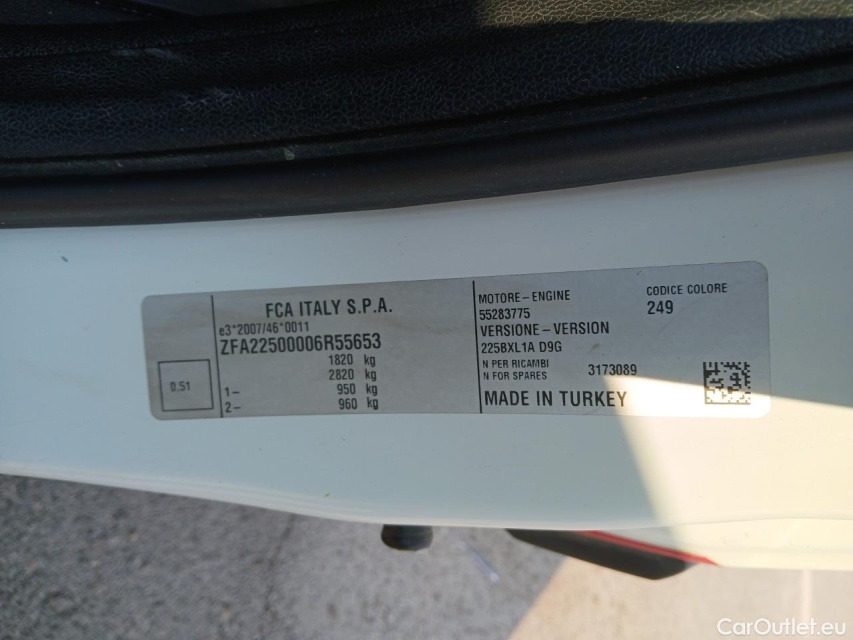 0.51
FCA ITALY S.P.A.
e3*2007/46*0011
ZFA22500006R55653
1820 kg
2820 kg
1– 950 kg
2– 960 kg
MOTORE – ENGINE
55283775
VERSIONE – VERSION
225BXL1A D9G
N PER RICAMBI
N FOR SPARES 3173089
MADE IN TURKEY
CODICE COLORE
249
CarOutlet.eu